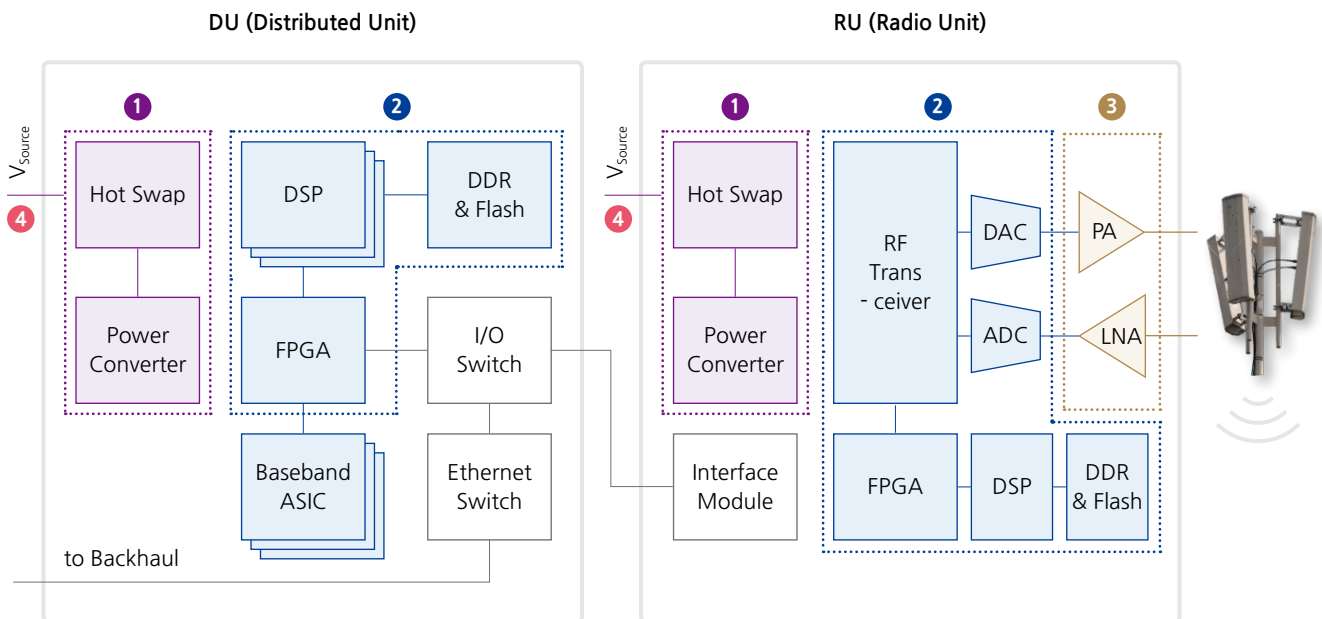 DU (Distributed Unit)
RU (Radio Unit)
1
2
VSource
4
Hot Swap
Power
Converter
DSP
DDR
& Flash
FPGA
I/O
Switch
Baseband
ASIC
Ethernet
Switch
to Backhaul
1
2
3
VSource
4
Hot Swap
Power
Converter
Interface
Module
RF
Trans
- ceiver
DAC
ADC
PA
LNA
FPGA
DSP
DDR
& Flash